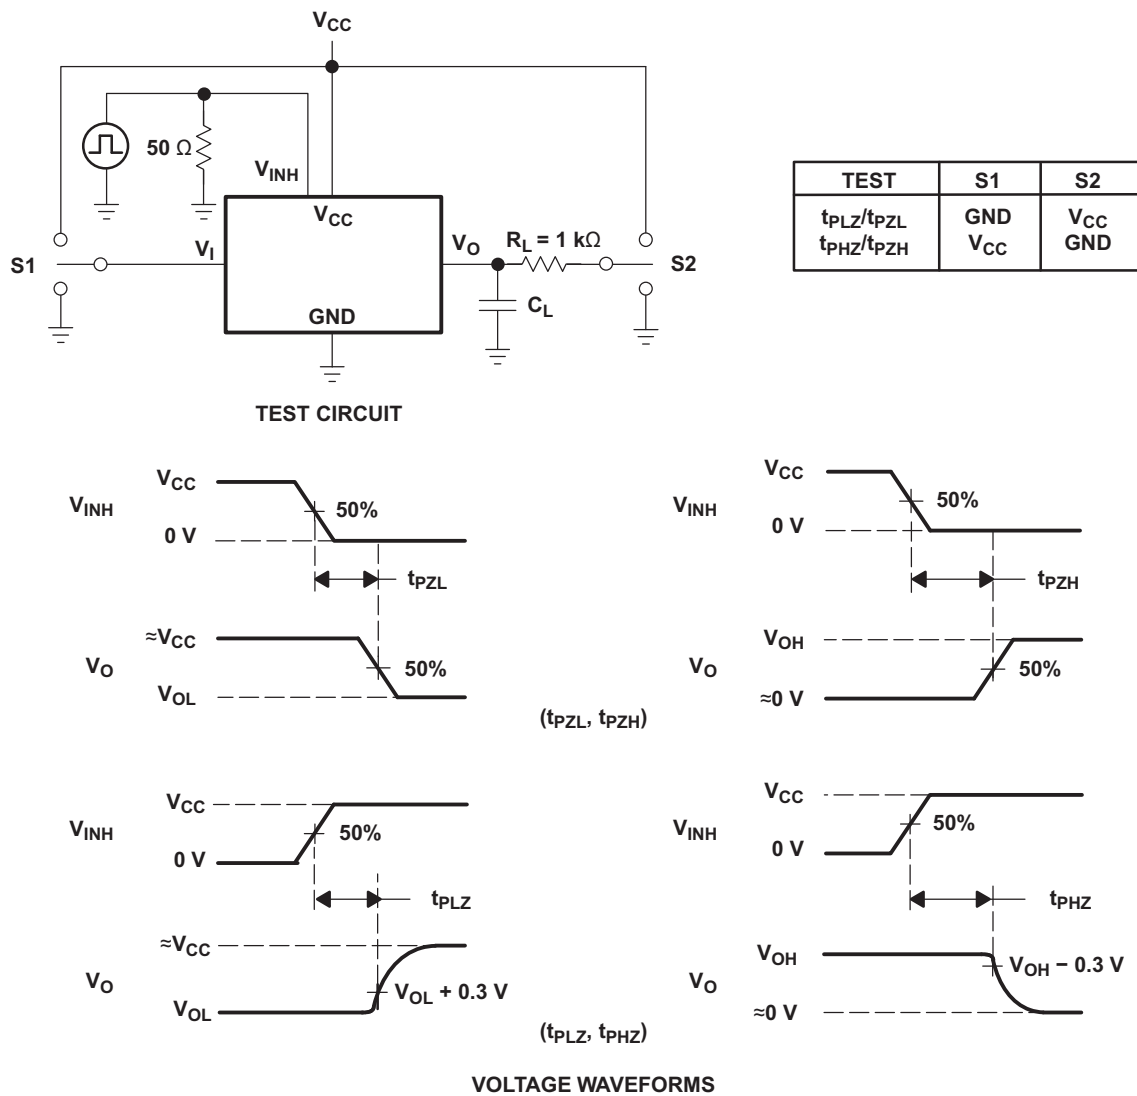 VCC
50 Ω
VINH
VCC
S1
VI
VO
RL = 1 kΩ
S2
CL
GND
TEST CIRCUIT
TEST S1 S2
tPLZ/tPZL GND VCC
tPHZ/tPZH VCC GND
VCC
VINH
50%
0 V
tPZL
≈VCC
VO
50%
VOL
VCC
VINH
50%
0 V
tPZH
VOH
VO
50%
≈0 V
(tPZL, tPZH)
VCC
VINH
50%
0 V
tPLZ
≈VCC
VO
VOL + 0.3 V
VOL
VCC
VINH
50%
0 V
tPHZ
VOH
VOH − 0.3 V
VO
≈0 V
(tPLZ, tPHZ)
VOLTAGE WAVEFORMS